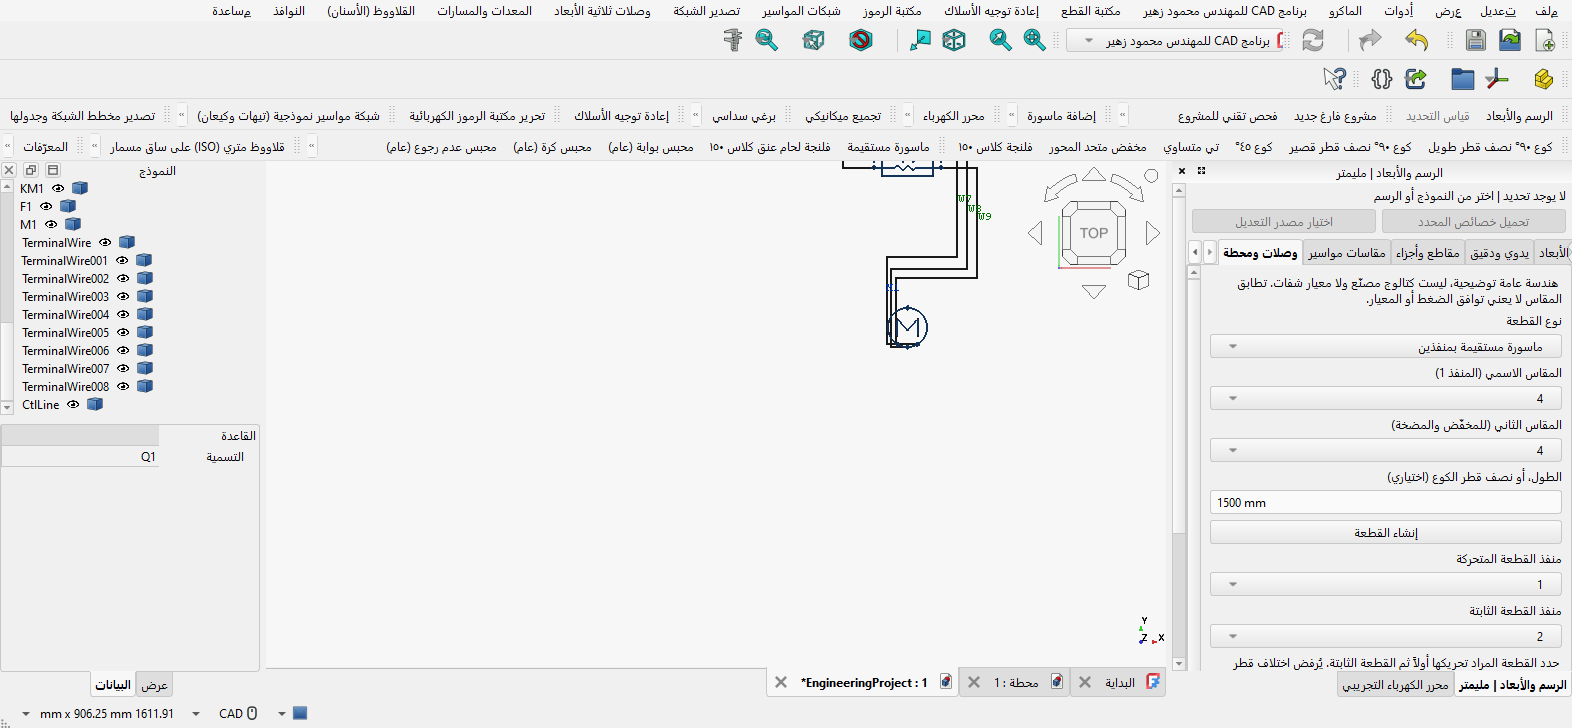 ملف تعديل عرض أدوات الماكرو برنامج CAD للمهندس محمود زهير مكتبة القطع إعادة توجيه الأسلاك مكتبة الرموز شبكات المواسير تصدير الشبكة وصلات ثلاثية الأبعاد المعدات والمسارات القلاووظ (الأسنان) النوافذ مساعدة
برنامج CAD للمهندس محمود زهير
الرسم والأبعاد قياس التحديد مشروع فارغ جديد فحص تقني للمشروع » إضافة ماسورة » محرر الكهرباء » تجميع ميكانيكي برغي سداسي » إعادة توجيه الأسلاك تحرير مكتبة الرموز الكهربائية شبكة مواسير نموذجية (تيهات وكيعان) » تصدير مخطط الشبكة وجدولها
كوع ٩٠° نصف قطر طويل كوع ٩٠° نصف قطر قصير كوع ٤٥° تي متساوي مخفض متحد المحور فلنجة كلاس ١٥٠ ماسورة مستقيمة فلنجة لحام عنق كلاس ١٥٠ محبس بوابة (عام) محبس كرة (عام) محبس عدم رجوع (عام) » قلاووظ متري (ISO) على ساق مسمار » المعرّفات »
الرسم والأبعاد | مليمتر
لا يوجد تحديد | اختر من النموذج أو الرسم
تحميل خصائص المحدد اختيار مصدر التعديل
الأبعاد يدوي ودقيق مقاطع وأجزاء مقاسات مواسير وصلات ومحطة
هندسة عامة توضيحية، ليست كتالوج مصنّع ولا معيار شفات. تطابق
المقاس لا يعني توافق الضغط أو المعيار.
نوع القطعة
ماسورة مستقيمة بمنفذين
المقاس الاسمي (المنفذ 1)
4
المقاس الثاني (للمخفّض والمضخة)
4
الطول، أو نصف قطر الكوع (اختياري)
1500 mm
إنشاء القطعة
منفذ القطعة المتحركة
1
منفذ القطعة الثابتة
2
حدد القطعة المراد تحريكها أولاً ثم القطعة الثابتة. يُرفض اختلاف قطر
الرسم والأبعاد | مليمتر محرر الكهرباء التجريبي
TOP
W7
W8
W9
M
Y
Z X
البداية
محطة : 1
EngineeringProject : 1*
النموذج
KM1
F1
M1
TerminalWire
TerminalWire001
TerminalWire002
TerminalWire003
TerminalWire004
TerminalWire005
TerminalWire006
TerminalWire007
TerminalWire008
CtlLine
القاعدة
التسمية Q1
عرض البيانات
mm x 906.25 mm 1611.91 CAD